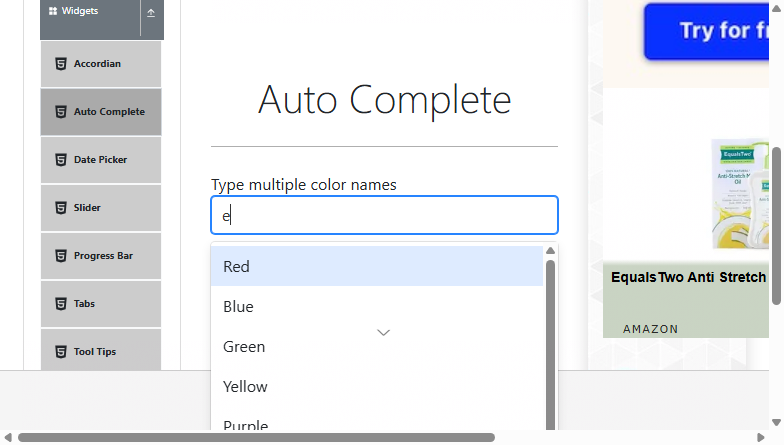 Widgets
Accordian
Auto Complete
Date Picker
Slider
Progress Bar
Tabs
Tool Tips
Auto Complete
Type multiple color names
e
Red
Blue
Green
Yellow
Purple
Try for fr
EqualsTwo
Anti-Stretch M
Oil
EqualsTwo Anti Stretch
AMAZON